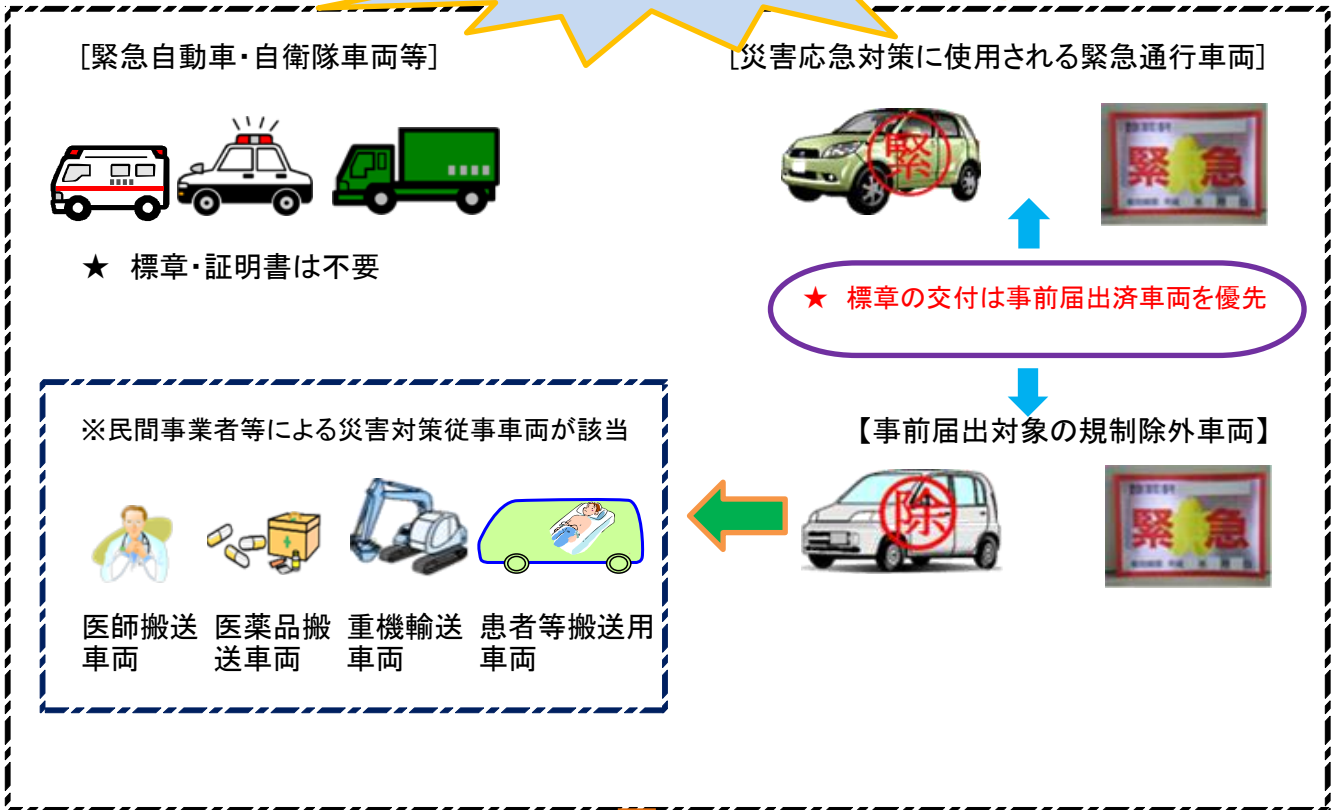 [緊急自動車・自衛隊車両等]
[災害応急対策に使用される緊急通行車両]
緊
緊 急
★ 標章・証明書は不要
★ 標章の交付は事前届出済車両を優先
※民間事業者等による災害対策従事車両が該当
【事前届出対象の規制除外車両】
除
緊 急
医師搬送
車両
医薬品搬
送車両
重機輸送
車両
患者等搬送用
車両